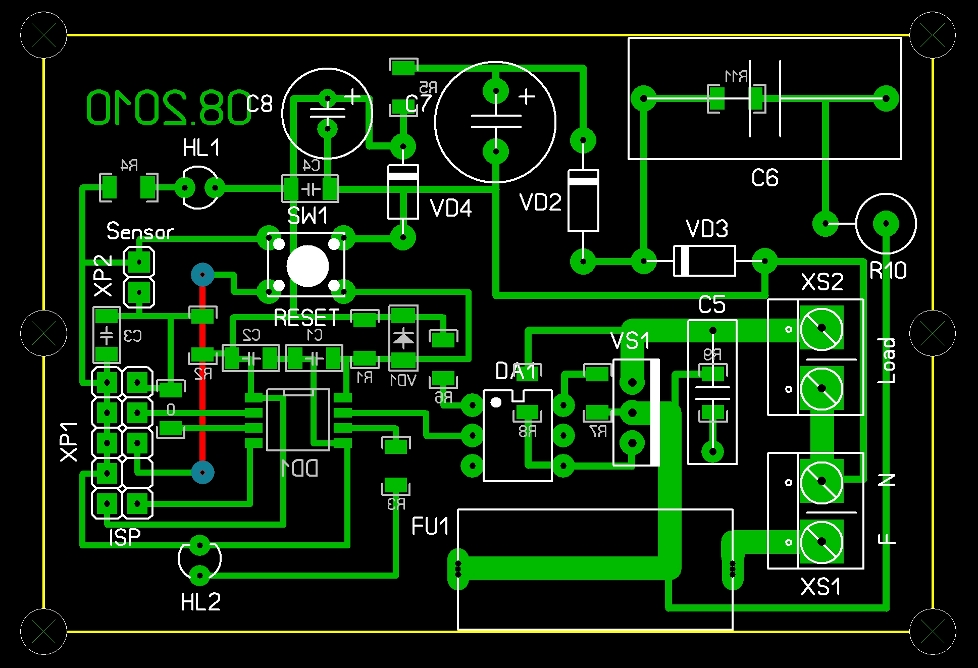 08.2010
C8
R5
C7
R11
HL1
R4
C4
C6
SW1
VD4
VD2
Sensor
VD3
R10
XP2
XS2
RESET
C5
C3
C2
C1
VS1
Load
R2
R1
VD1
R9
DA1
R6
0
R8
R7
XP1
DD1
N
R3
ISP
FU1
F
HL2
XS1